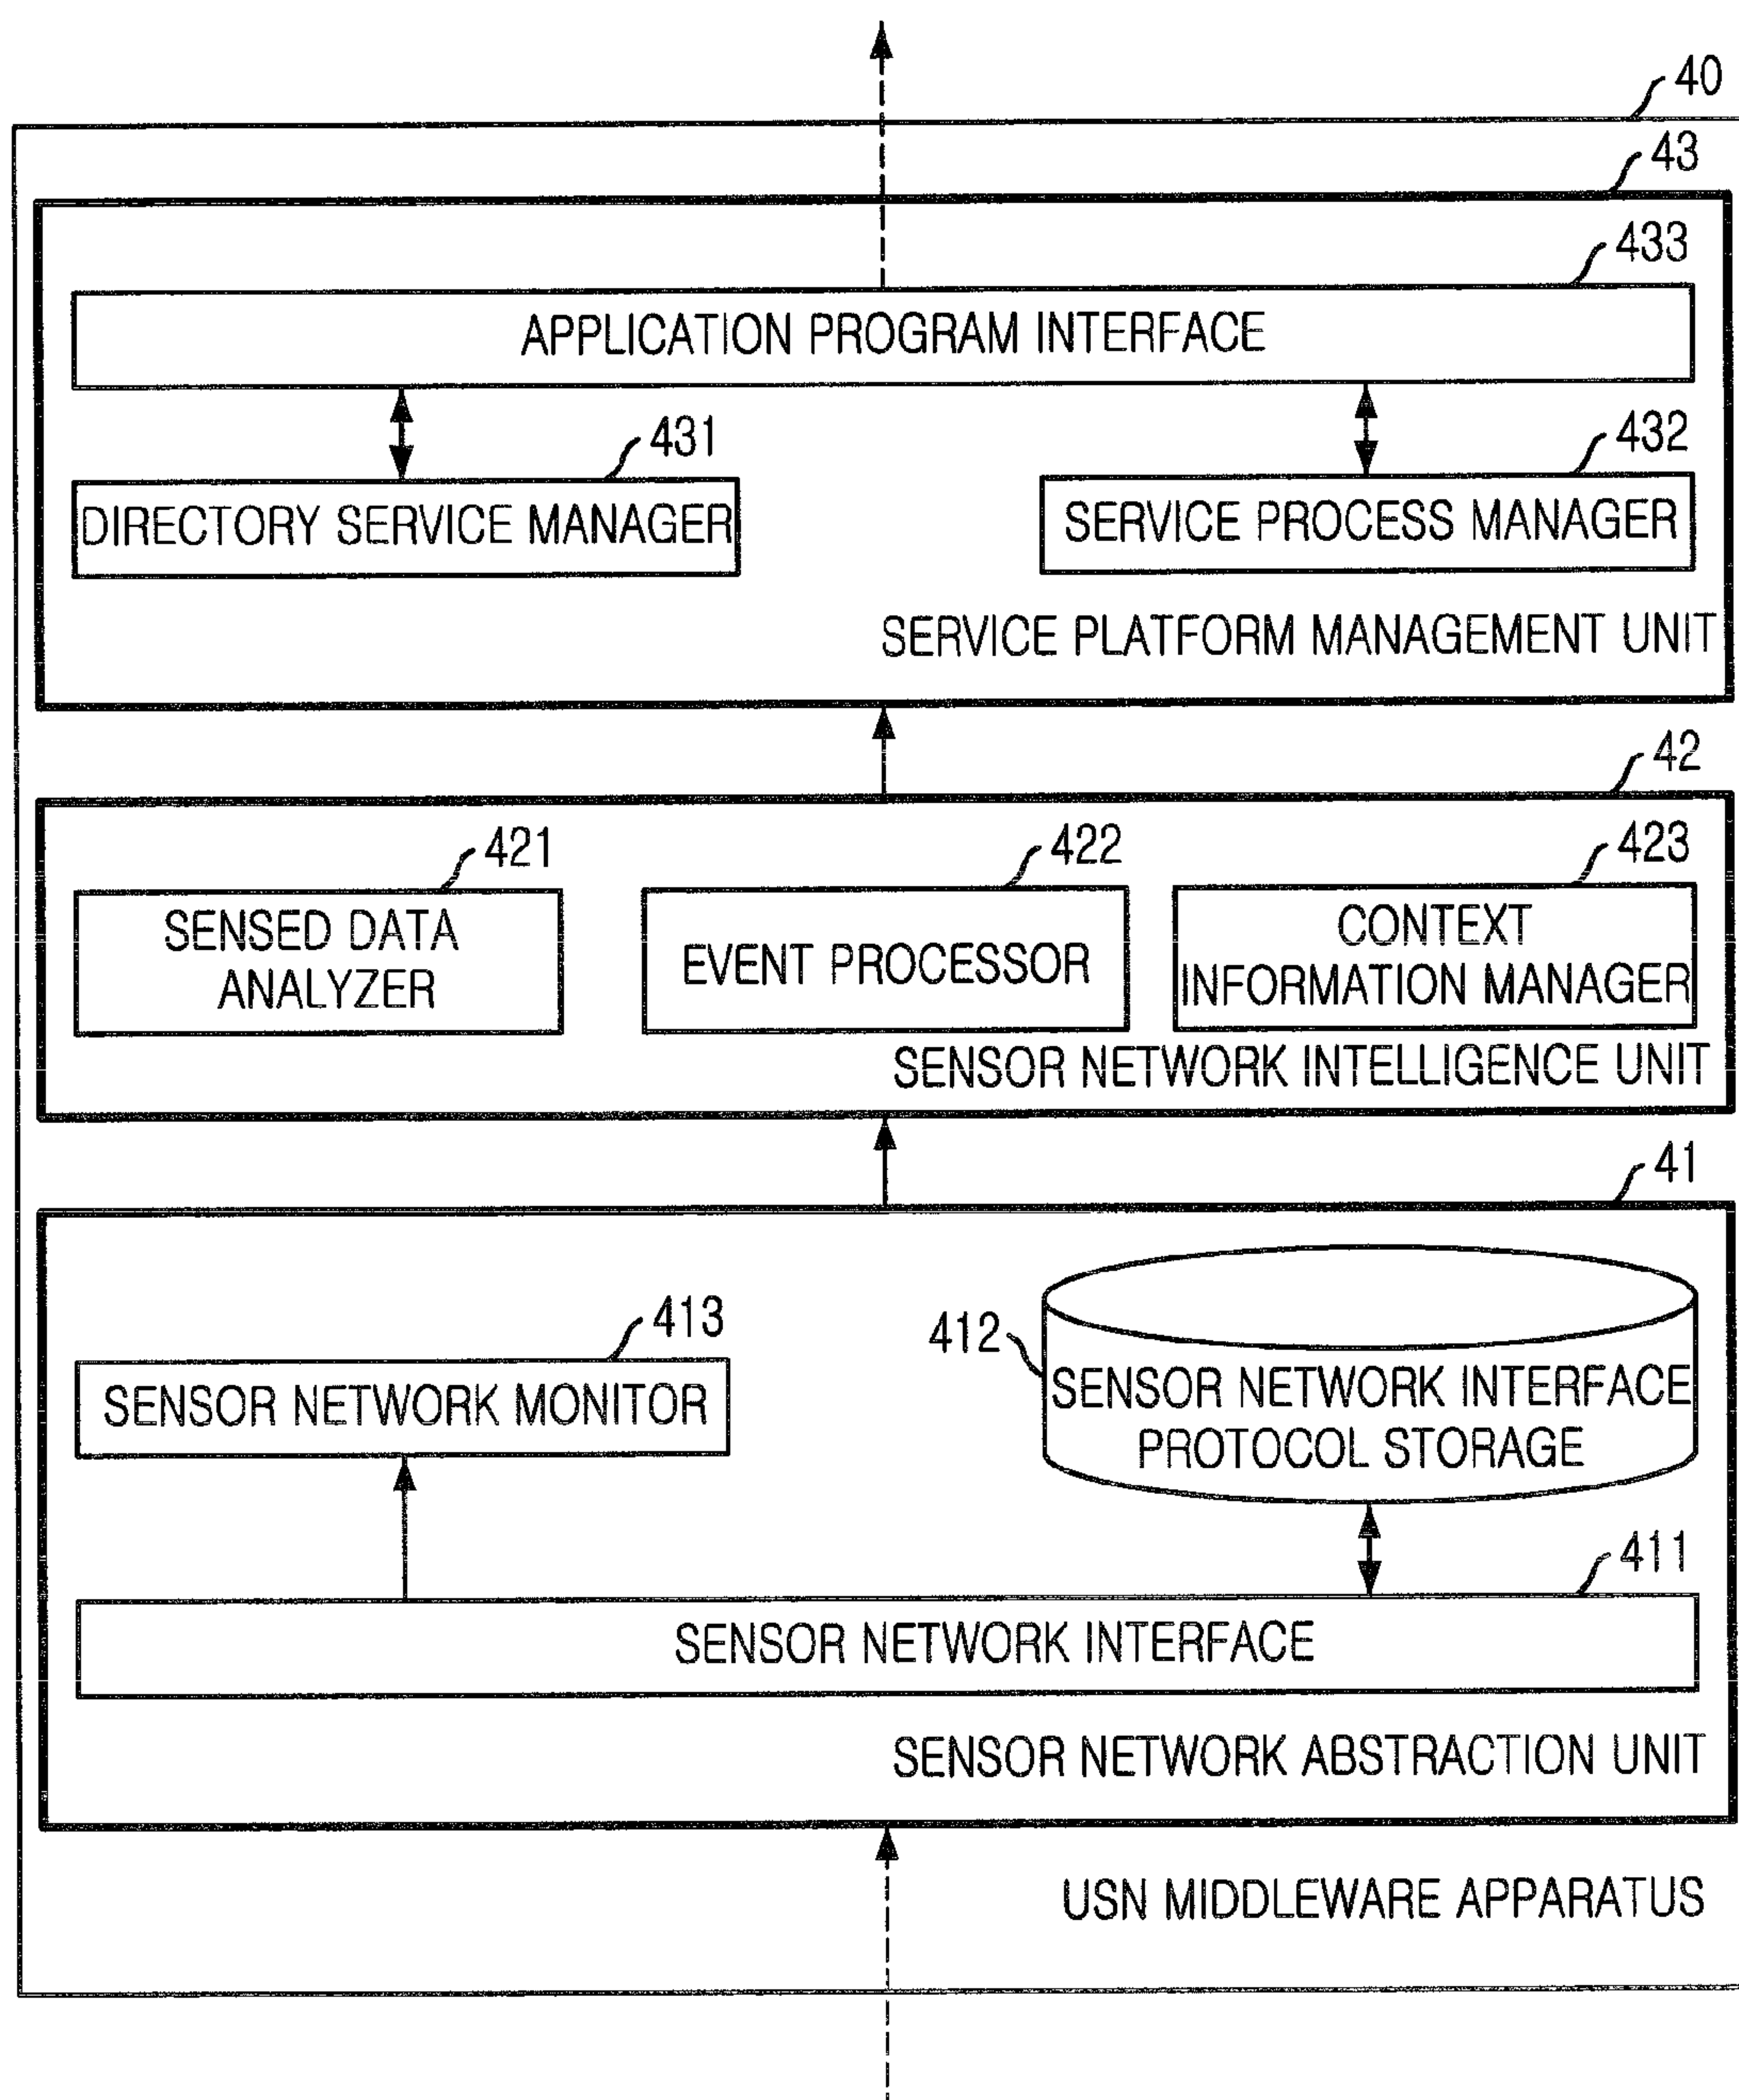 40
43
433
APPLICATION PROGRAM INTERFACE
431
432
DIRECTORY SERVICE MANAGER
SERVICE PROCESS MANAGER
SERVICE PLATFORM MANAGEMENT UNIT
42
421
422
423
SENSED DATA
ANALYZER
EVENT PROCESSOR
CONTEXT
INFORMATION MANAGER
SENSOR NETWORK INTELLIGENCE UNIT
41
413
412
SENSOR NETWORK MONITOR
SENSOR NETWORK INTERFACE
PROTOCOL STORAGE
411
SENSOR NETWORK INTERFACE
SENSOR NETWORK ABSTRACTION UNIT
USN MIDDLEWARE APPARATUS